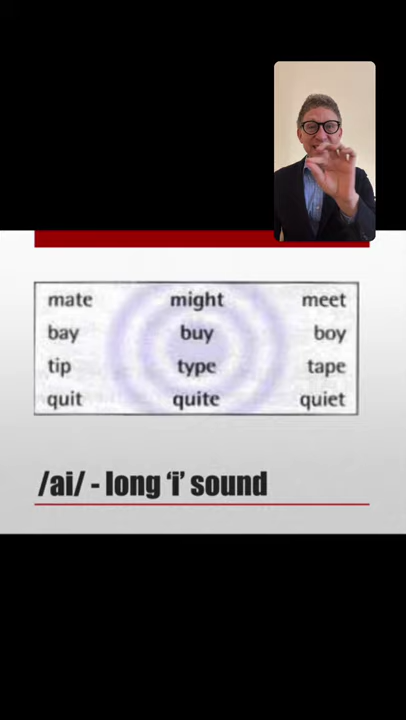 mate might meet
bay buy boy
tip type tape
quit quite quiet
/ai/ - long ‘i’ sound